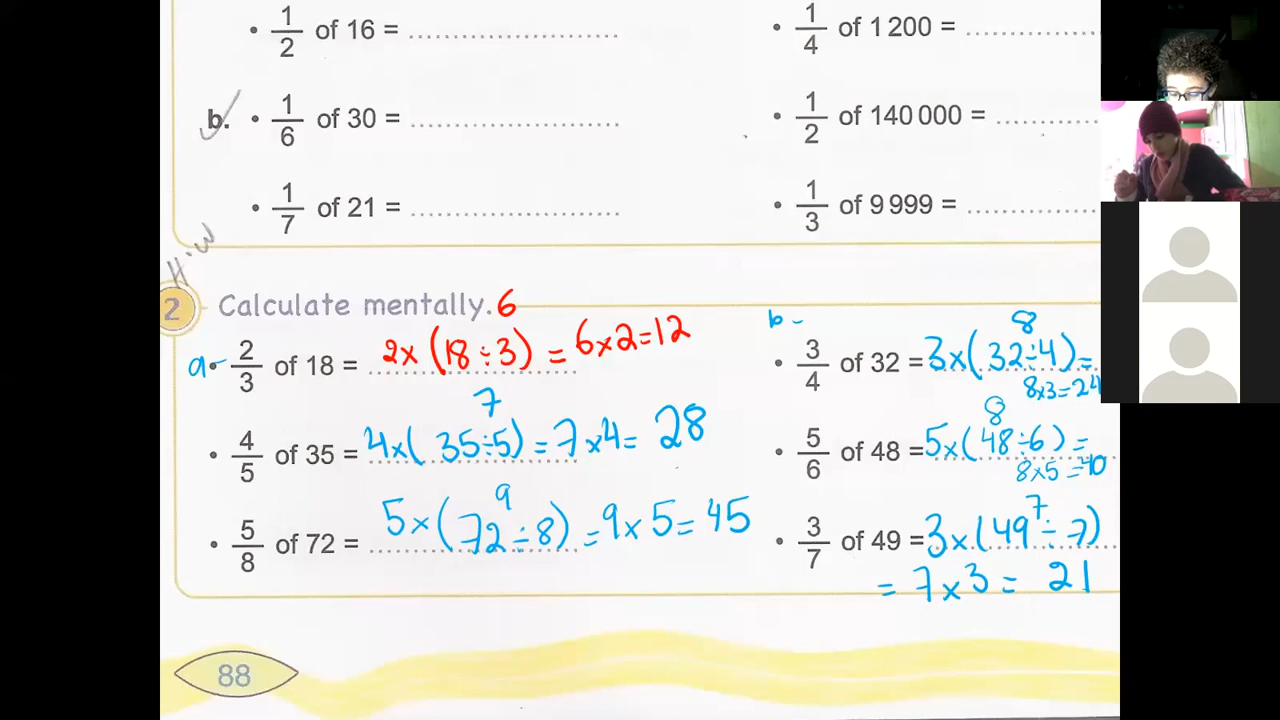 • 1/2 of 16 = ........................
• 1/4 of 1 200 = ..................
b. • 1/6 of 30 = ........................
• 1/2 of 140 000 = ..............
• 1/7 of 21 = ........................
• 1/3 of 9 999 = ..................
H.W
2 Calculate mentally. 6
a- • 2/3 of 18 = 2x (18÷3) = 6x2=12
7
• 4/5 of 35 = 4x( 35÷5) = 7x4= 28
9
• 5/8 of 72 = 5x(72÷8) = 9x5= 45
b-
8
• 3/4 of 32 = 3x(32÷4)=
8x3=24
8
• 5/6 of 48 = 5x(48÷6) =
8x5=40
7
• 3/7 of 49 = 3x(49÷7)
= 7x3= 21
88